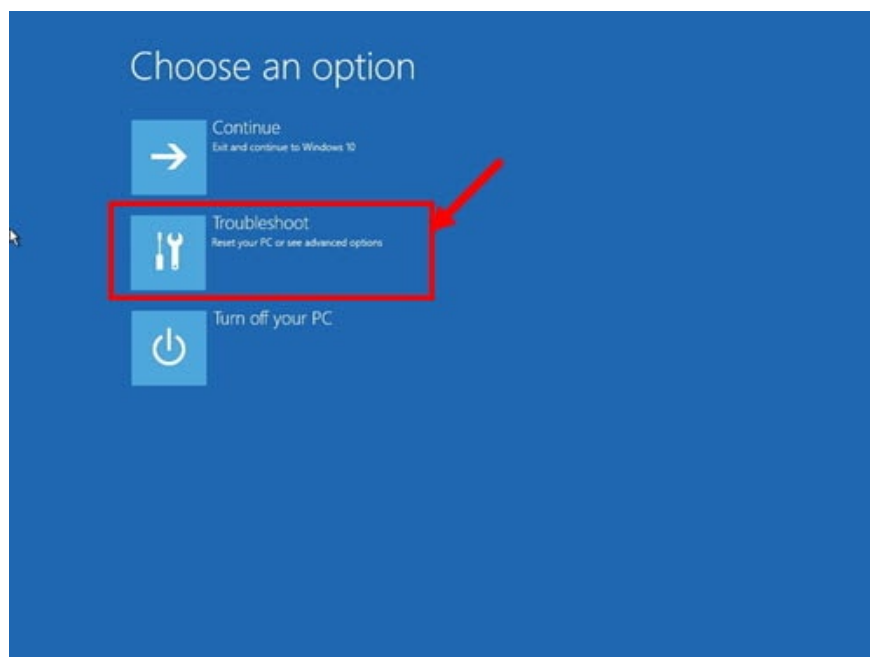 Choose an option
Continue
Exit and continue to Windows 10
Troubleshoot
Reset your PC or see advanced options
Turn off your PC